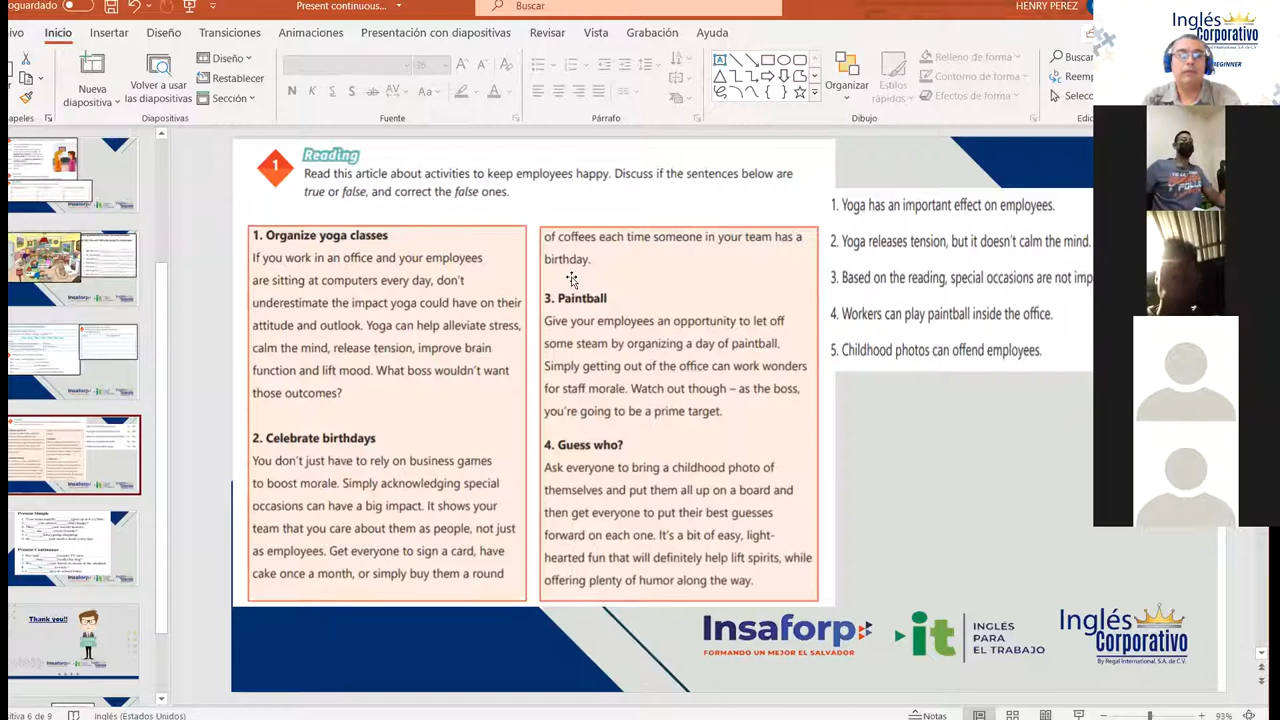 oguardado
Present continuous...
Buscar
HENRY PEREZ
ivo Inicio Insertar Diseño Transiciones Animaciones Presentación con diapositivas Revisar Vista Grabación Ayuda
Nueva diapositiva
Volver a usar las diapositivas
Diseño
Restablecer
Sección
Organizar
Estilos rápidos
Relleno de forma
Contorno de forma
Efectos de forma
Buscar
Reemp
Selecc
apeles Diapositivas Fuente Párrafo Dibujo Edic
Inglés
Corporativo
BEGINNER
1
Reading
Read this article about activities to keep employees happy. Discuss if the sentences below are
true or false, and correct the false ones.
1. Organize yoga classes
If you work in an office and your employees
are sitting at computers every day, don't
underestimate the impact yoga could have on their
attitude and outlook. Yoga can help alleviate stress,
calm the mind, release tension, improve brain
function and lift mood. What boss wouldn't want
those outcomes?
2. Celebrate birthdays
You don't just have to rely on business games
to boost morale. Simply acknowledging special
occasions can have a big impact. It shows your
team that you care about them as people- not just
as employees. Get everyone to sign a card, have
cake once a month, or simply buy them a round
of coffees each time someone in your team has a
birthday.
3. Paintball
Give your employees an opportunity to let off
some steam by organizing a day of paintball.
Simply getting out of the office can work wonders
for staff morale. Watch out though – as the boss,
you're going to be a prime target.
4. Guess who?
Ask everyone to bring a childhood photo of
themselves and put them all up on a board and
then get everyone to put their best guesses
forward on each one. It's a bit of easy, light-
hearted fun that will definitely help lift sprits, while
offering plenty of humor along the way.
1. Yoga has an important effect on employees.
2. Yoga releases tension, but it doesn't calm the mind.
3. Based on the reading, special occasions are not imp
4. Workers can play paintball inside the office.
5. Childhood photos can offend employees.
Present Simple
Present Continuous
Thank you!!
Insaforp
FORMANDO UN MEJOR EL SALVADOR
it
INGLÉS
PARA
EL TRABAJO
Inglés
Corporativo
By Regal International, S.A. de C.V.
sitiva 6 de 9
Inglés (Estados Unidos)
Notas
93%